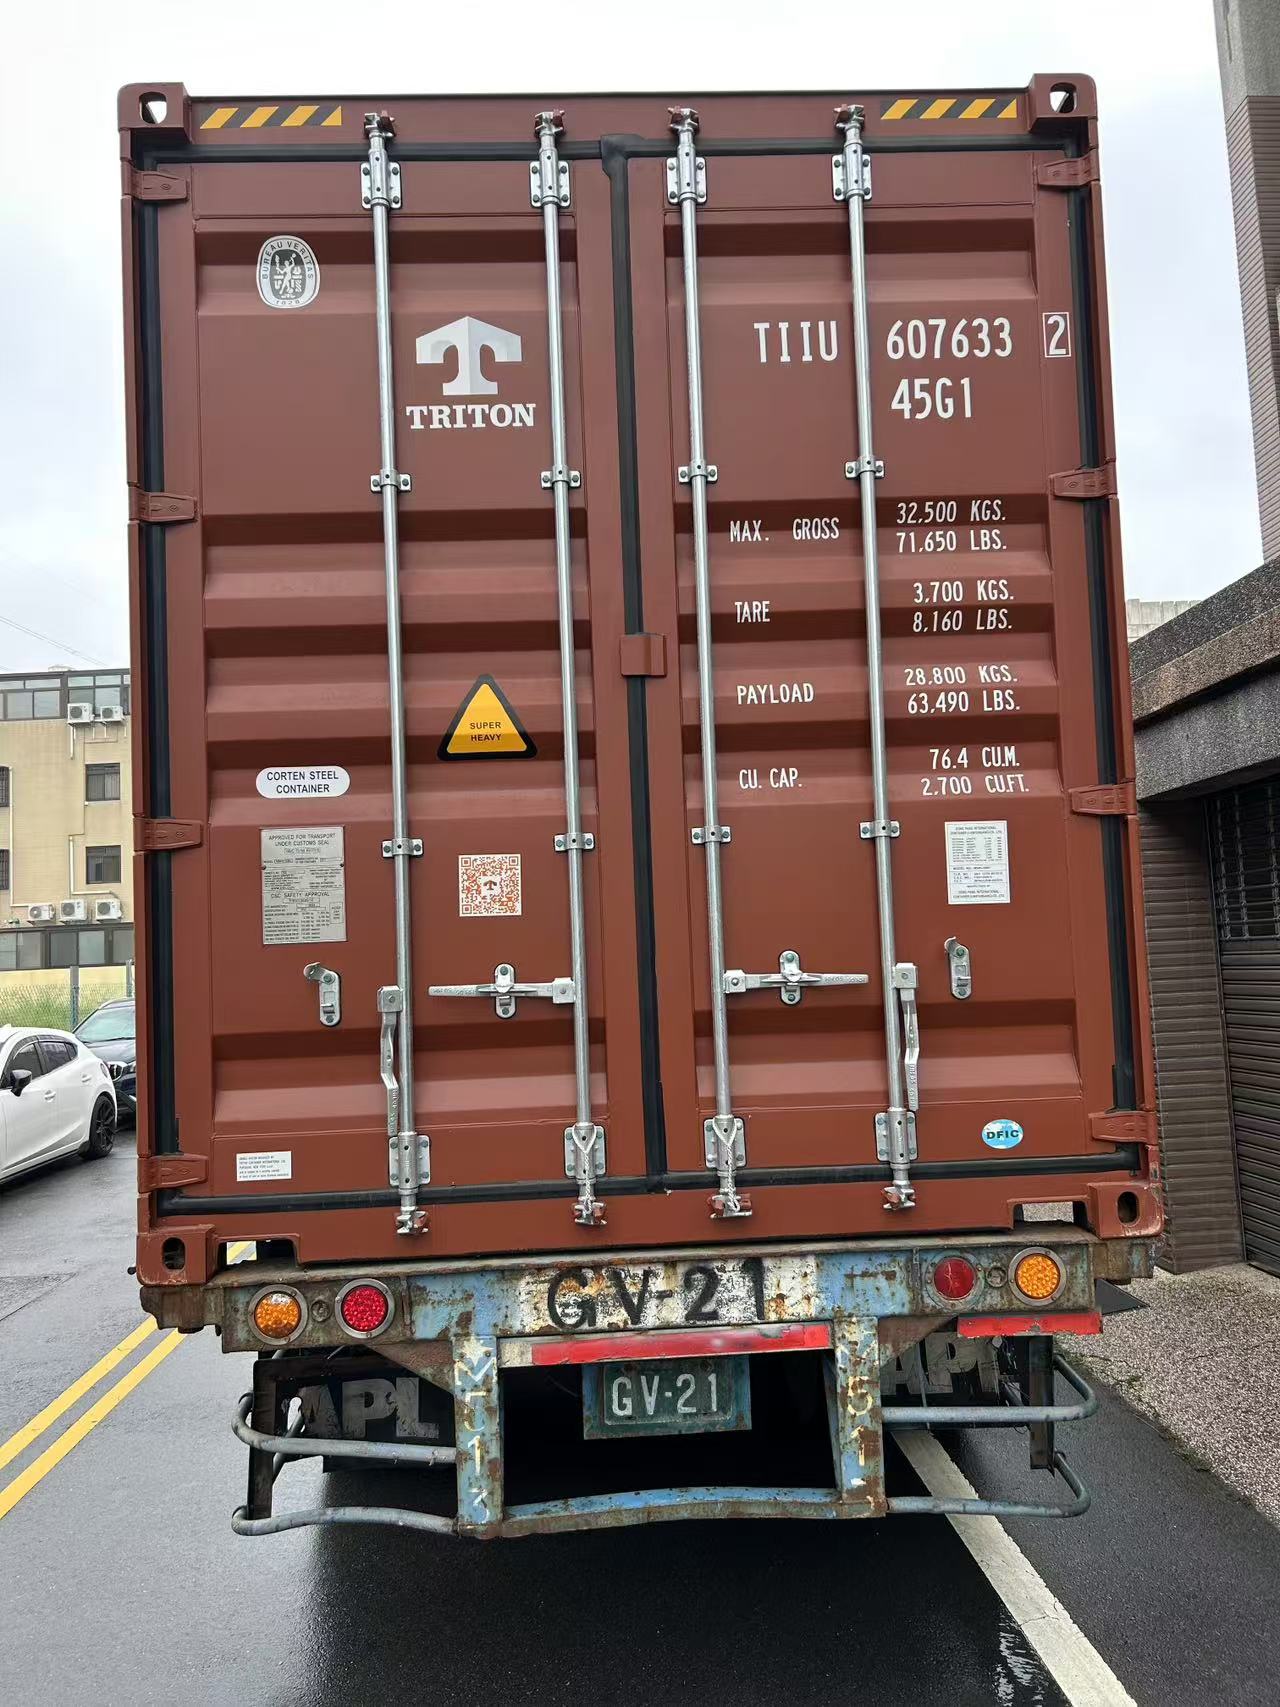 BUREAU VERITAS
1828
TRITON
TIIU 607633 2
45G1
MAX. GROSS 32,500 KGS.
71,650 LBS.
TARE 3,700 KGS.
8,160 LBS.
PAYLOAD 28,800 KGS.
63,490 LBS.
CU. CAP. 76.4 CU.M.
2,700 CU.FT.
SUPER
HEAVY
CORTEN STEEL
CONTAINER
APPROVED FOR TRANSPORT
UNDER CUSTOMS SEAL
CSC SAFETY APPROVAL
DFIC
GV-21
GV-21
APL
APL